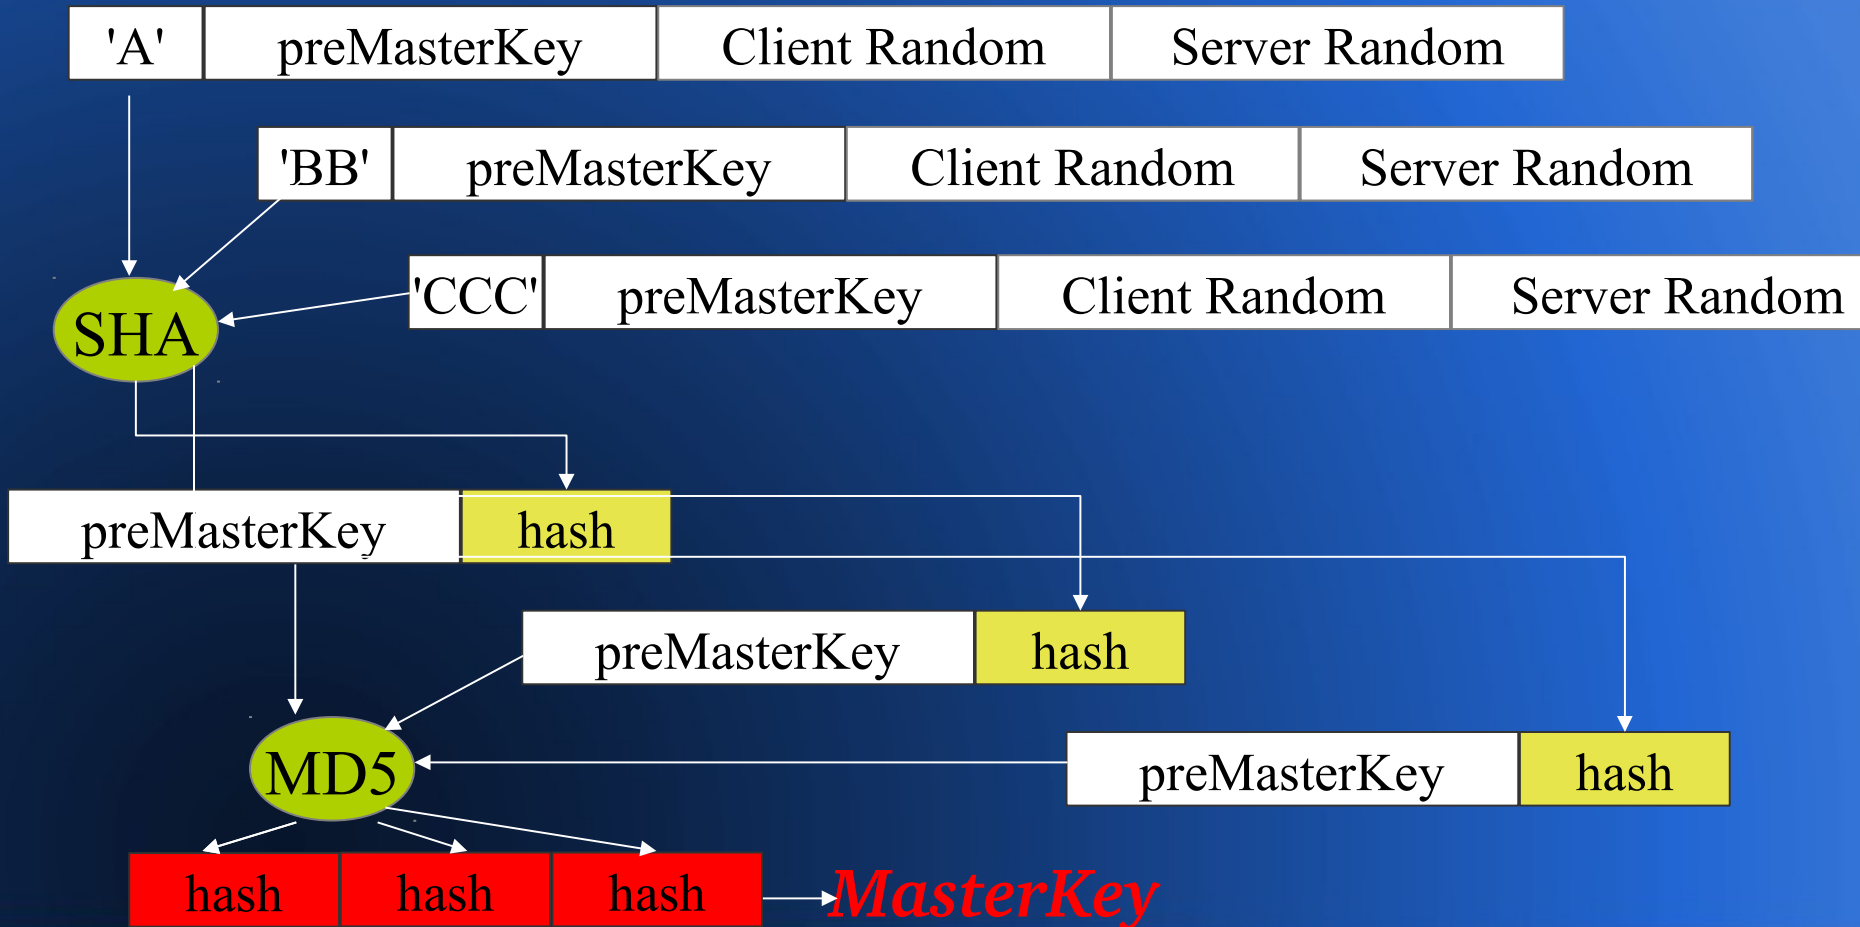 'A' preMasterKey Client Random Server Random
'BB' preMasterKey Client Random Server Random
'CCC' preMasterKey Client Random Server Random
SHA
preMasterKey hash
preMasterKey hash
MD5 preMasterKey hash
hash hash hash MasterKey